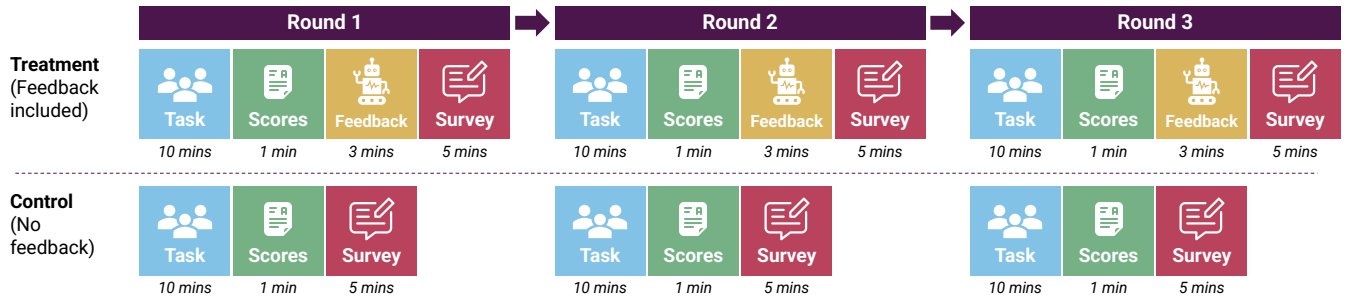 Round 1 Round 2 Round 3
Treatment
(Feedback
included)
Task Scores Feedback Survey Task Scores Feedback Survey Task Scores Feedback Survey
10 mins 1 min 3 mins 5 mins 10 mins 1 min 3 mins 5 mins 10 mins 1 min 3 mins 5 mins
Control
(No
feedback)
Task Scores Survey Task Scores Survey Task Scores Survey
10 mins 1 min 5 mins 10 mins 1 min 5 mins 10 mins 1 min 5 mins